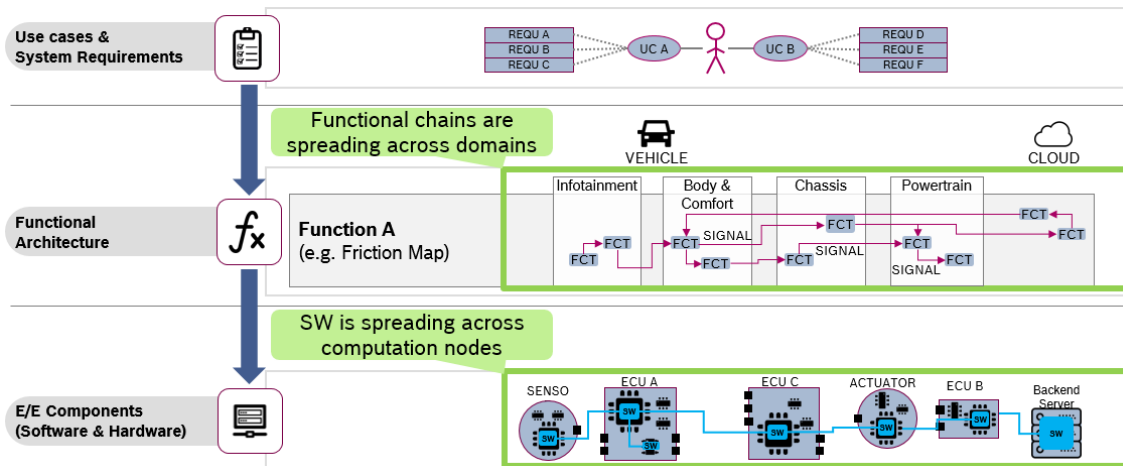 Use cases &
System Requirements
REQU A
REQU B
REQU C
UC A
UC B
REQU D
REQU E
REQU F
Functional chains are
spreading across domains
VEHICLE
CLOUD
Functional
Architecture
fx
Function A
(e.g. Friction Map)
Infotainment
Body &
Comfort
Chassis
Powertrain
FCT
FCT
FCT
SIGNAL
FCT
FCT
SIGNAL
FCT
FCT
SIGNAL
FCT
FCT
FCT
SW is spreading across
computation nodes
E/E Components
(Software & Hardware)
SENSO
ECU A
ECU C
ACTUATOR
ECU B
Backend
Server
SW
SW
SW
SW
SW
SW
SW